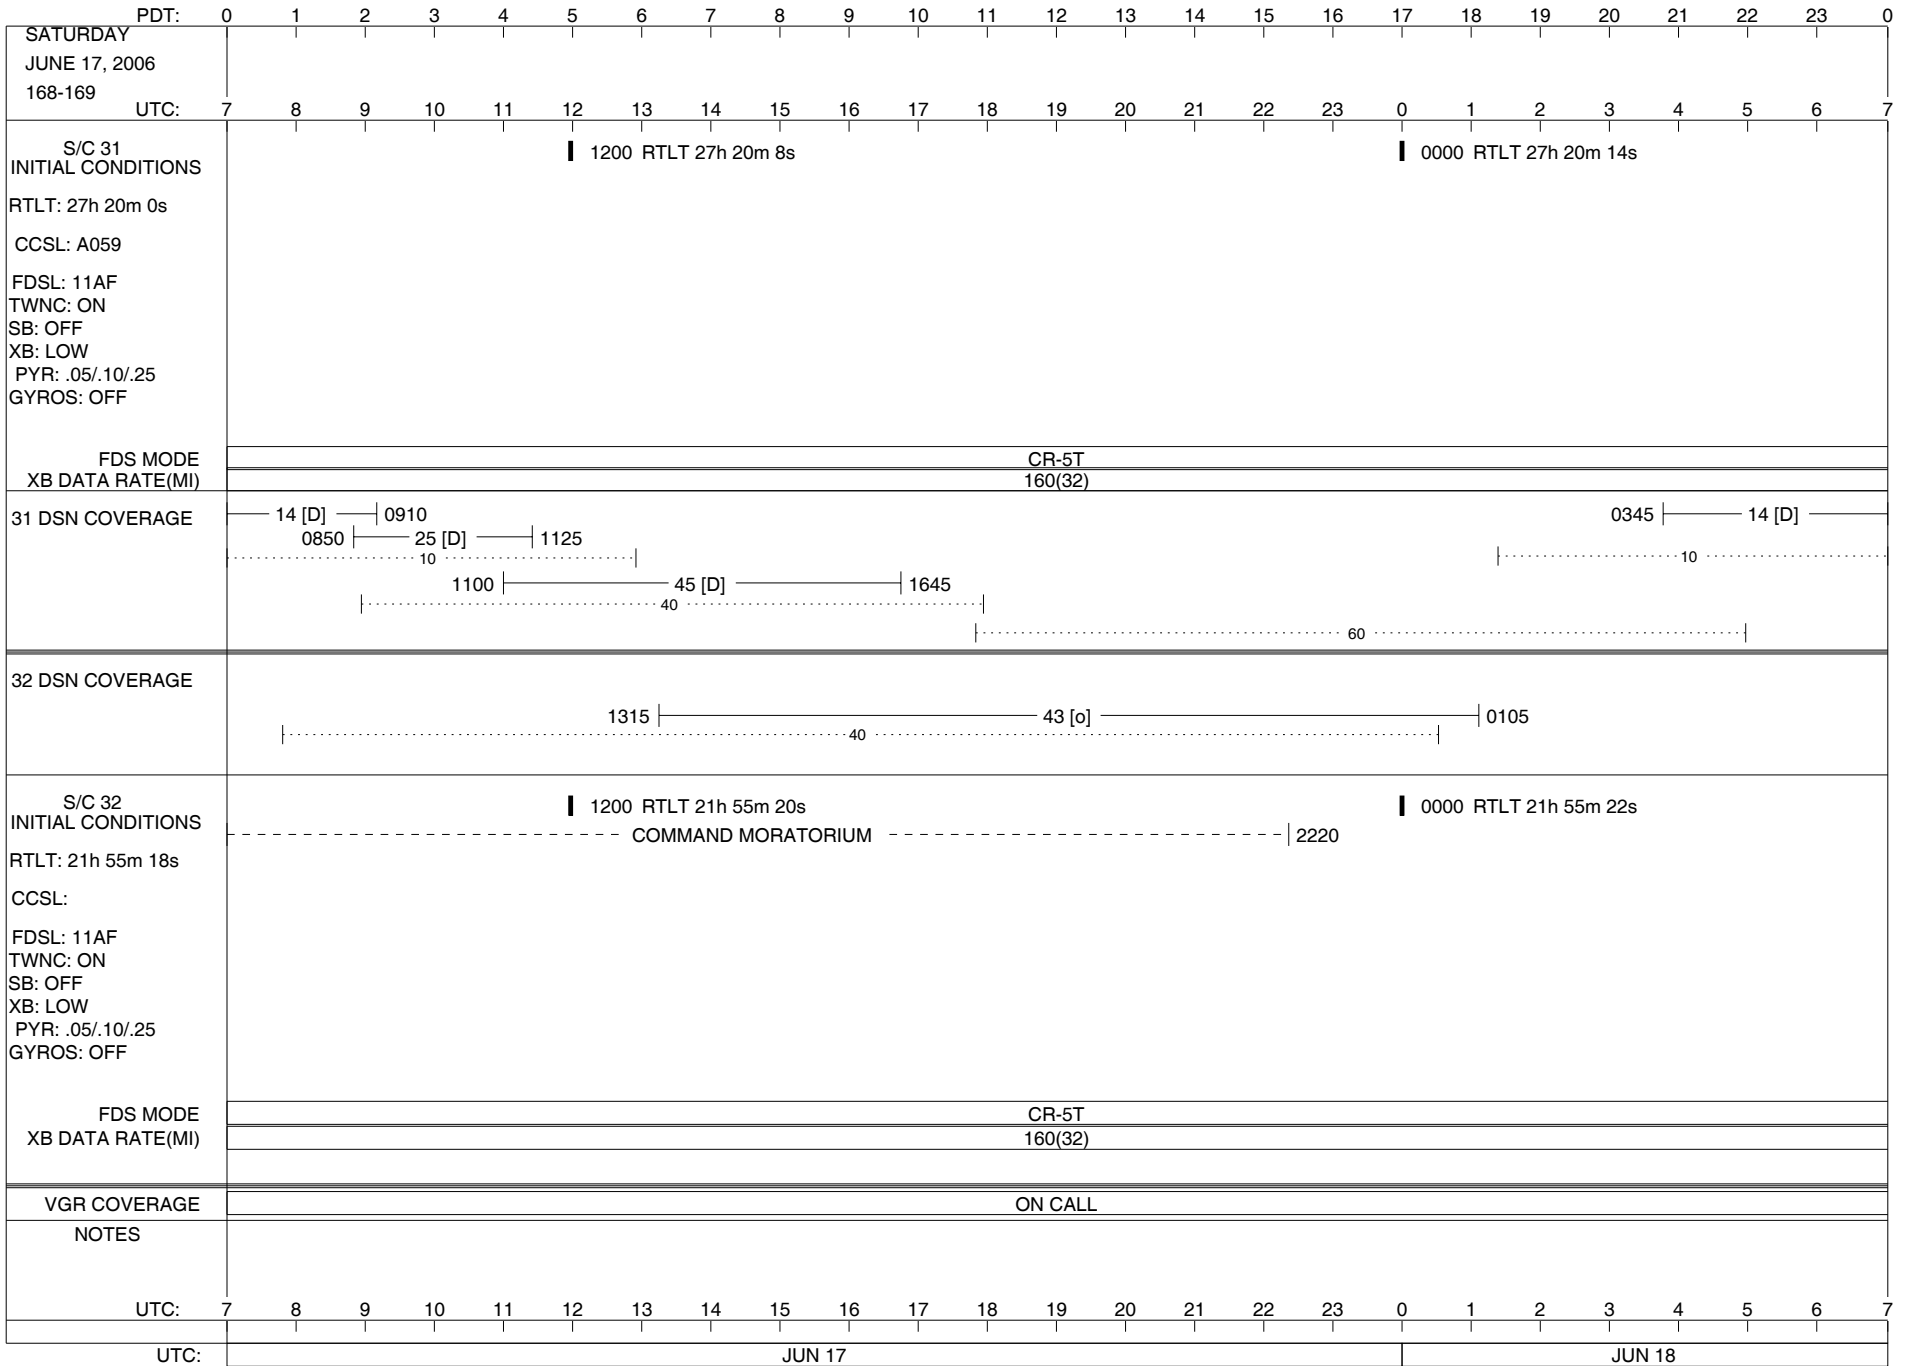 PDT: 0 1 2 3 4 5 6 7 8 9 10 11 12 13 14 15 16 17 18 19 20 21 22 23 0
SATURDAY
JUNE 17, 2006
168-169
UTC: 7 8 9 10 11 12 13 14 15 16 17 18 19 20 21 22 23 0 1 2 3 4 5 6 7
S/C 31
INITIAL CONDITIONS
1200 RTLT 27h 20m 8s
0000 RTLT 27h 20m 14s
RTLT: 27h 20m 0s
CCSL: A059
FDSL: 11AF
TWNC: ON
SB: OFF
XB: LOW
PYR: .05/.10/.25
GYROS: OFF
FDS MODE CR-5T
XB DATA RATE(MI) 160(32)
31 DSN COVERAGE
14 [D] 0910
0345 14 [D]
0850 25 [D] 1125
10
10
1100 45 [D] 1645
40
60
32 DSN COVERAGE
1315 43 [o] 0105
40
S/C 32
INITIAL CONDITIONS
1200 RTLT 21h 55m 20s
0000 RTLT 21h 55m 22s
COMMAND MORATORIUM 2220
RTLT: 21h 55m 18s
CCSL:
FDSL: 11AF
TWNC: ON
SB: OFF
XB: LOW
PYR: .05/.10/.25
GYROS: OFF
FDS MODE CR-5T
XB DATA RATE(MI) 160(32)
VGR COVERAGE ON CALL
NOTES
UTC: 7 8 9 10 11 12 13 14 15 16 17 18 19 20 21 22 23 0 1 2 3 4 5 6 7
UTC: JUN 17 JUN 18